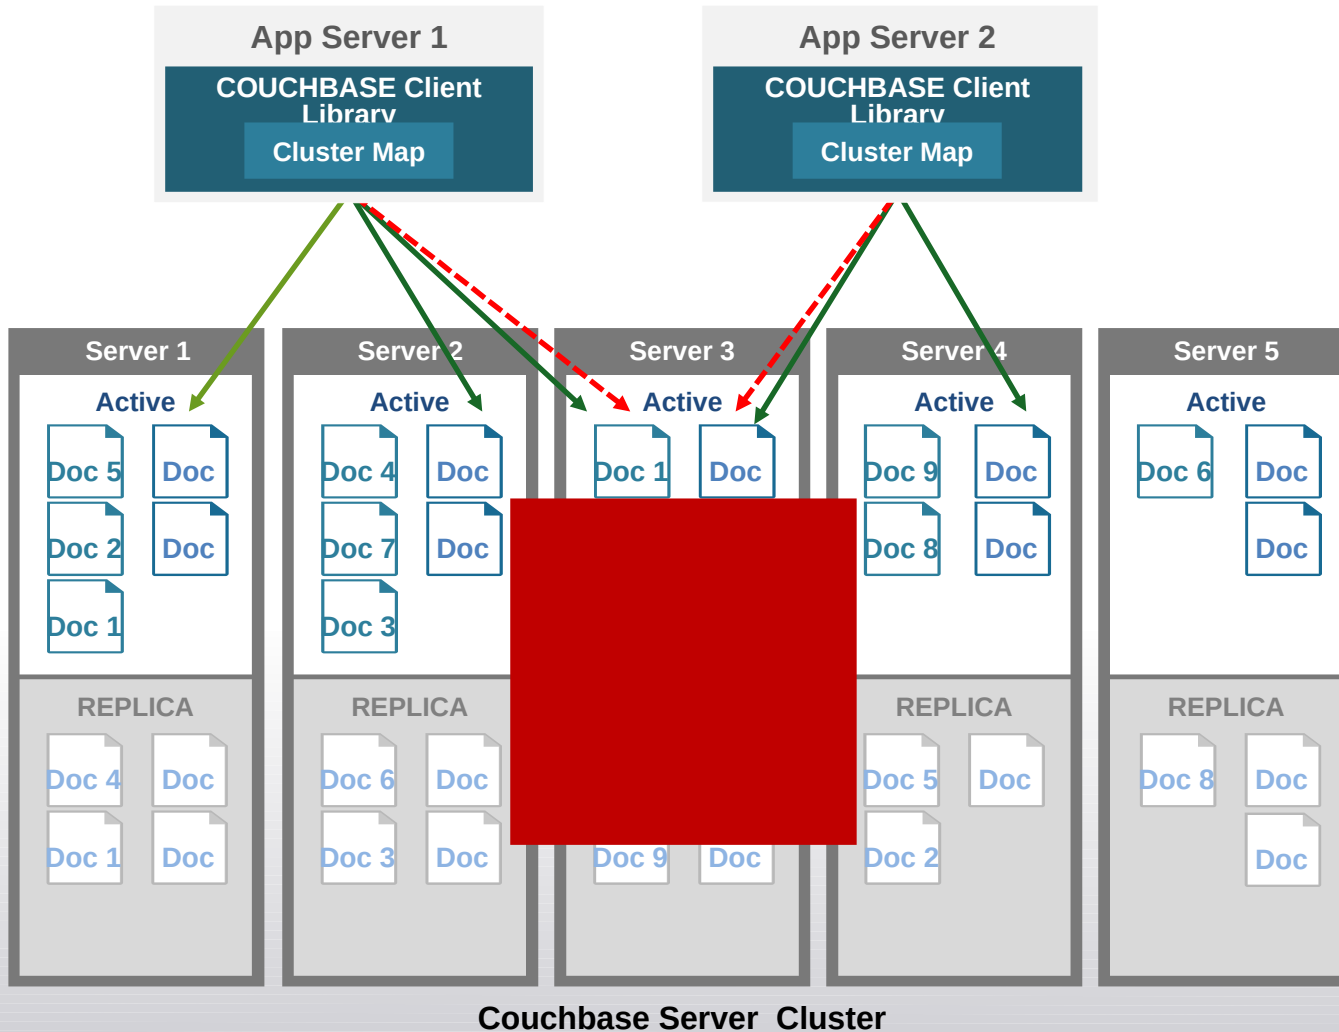 App Server 1
COUCHBASE Client
Library
Cluster Map
App Server 2
COUCHBASE Client
Library
Cluster Map
Server 1
Active
Doc 5 Doc
Doc 2 Doc
Doc 1
REPLICA
Doc 4 Doc
Doc 1 Doc
Server 2
Active
Doc 4 Doc
Doc 7 Doc
Doc 3
REPLICA
Doc 6 Doc
Doc 3 Doc
Server 3
Active
Doc 1 Doc
Doc 9 Doc
Server 4
Active
Doc 9 Doc
Doc 8 Doc
REPLICA
Doc 5 Doc
Doc 2
Server 5
Active
Doc 6 Doc
Doc
REPLICA
Doc 8 Doc
Doc
Couchbase Server Cluster